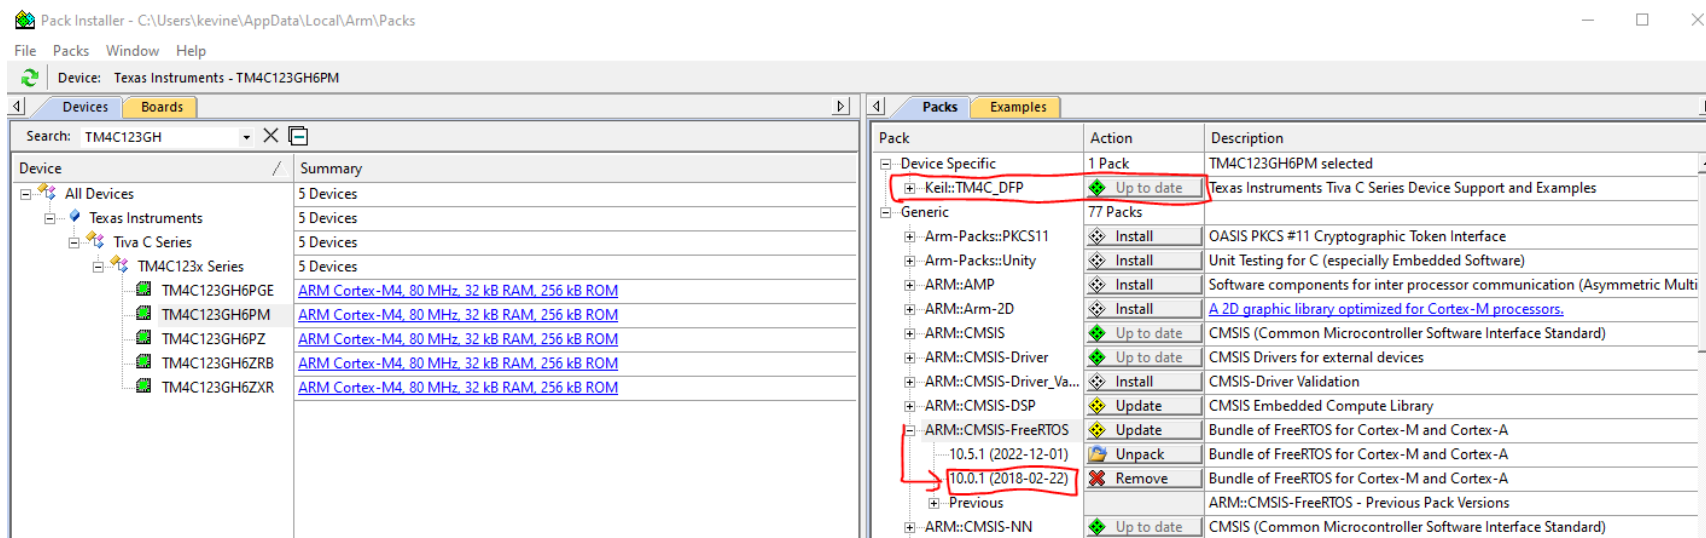 Pack Installer - C:\Users\kevine\AppData\Local\Arm\Packs
File Packs Window Help
Device: Texas Instruments - TM4C123GH6PM
Devices Boards
Search: TM4C123GH
Device Summary
All Devices 5 Devices
Texas Instruments 5 Devices
Tiva C Series 5 Devices
TM4C123x Series 5 Devices
TM4C123GH6PGE ARM Cortex-M4, 80 MHz, 32 kB RAM, 256 kB ROM
TM4C123GH6PM ARM Cortex-M4, 80 MHz, 32 kB RAM, 256 kB ROM
TM4C123GH6PZ ARM Cortex-M4, 80 MHz, 32 kB RAM, 256 kB ROM
TM4C123GH6ZRB ARM Cortex-M4, 80 MHz, 32 kB RAM, 256 kB ROM
TM4C123GH6ZXR ARM Cortex-M4, 80 MHz, 32 kB RAM, 256 kB ROM
Packs Examples
Pack Action Description
Device Specific 1 Pack TM4C123GH6PM selected
Keil::TM4C_DFP Up to date Texas Instruments Tiva C Series Device Support and Examples
Generic 77 Packs
Arm-Packs::PKCS11 Install OASIS PKCS #11 Cryptographic Token Interface
Arm-Packs::Unity Install Unit Testing for C (especially Embedded Software)
ARM::AMP Install Software components for inter processor communication (Asymmetric Multi
ARM::Arm-2D Install A 2D graphic library optimized for Cortex-M processors.
ARM::CMSIS Up to date CMSIS (Common Microcontroller Software Interface Standard)
ARM::CMSIS-Driver Up to date CMSIS Drivers for external devices
ARM::CMSIS-Driver_Va... Install CMSIS-Driver Validation
ARM::CMSIS-DSP Update CMSIS Embedded Compute Library
ARM::CMSIS-FreeRTOS Update Bundle of FreeRTOS for Cortex-M and Cortex-A
10.5.1 (2022-12-01) Unpack Bundle of FreeRTOS for Cortex-M and Cortex-A
10.0.1 (2018-02-22) Remove Bundle of FreeRTOS for Cortex-M and Cortex-A
Previous ARM::CMSIS-FreeRTOS - Previous Pack Versions
ARM::CMSIS-NN Up to date CMSIS (Common Microcontroller Software Interface Standard)